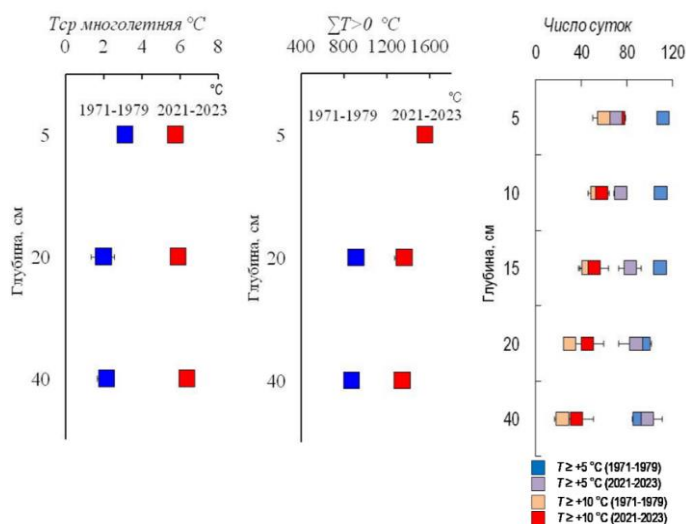 Tср многолетняя °C
0 2 4 6 8
°C
1971-1979 2021-2023
5
20
40
Глубина, см
∑T>0 °C
400 800 1200 1600
°C
1971-1979 2021-2023
5
20
40
Глубина, см
Число суток
0 40 80 120
5
10
15
20
40
Глубина, см
T ≥ +5 °C (1971-1979)
T ≥ +5 °C (2021-2023)
T ≥ +10 °C (1971-1979)
T ≥ +10 °C (2021-2023)